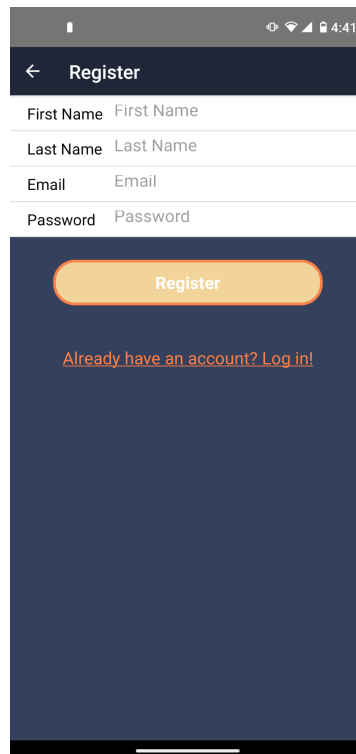 4:41
Register
First Name First Name
Last Name Last Name
Email Email
Password Password
Register
Already have an account? Log in!